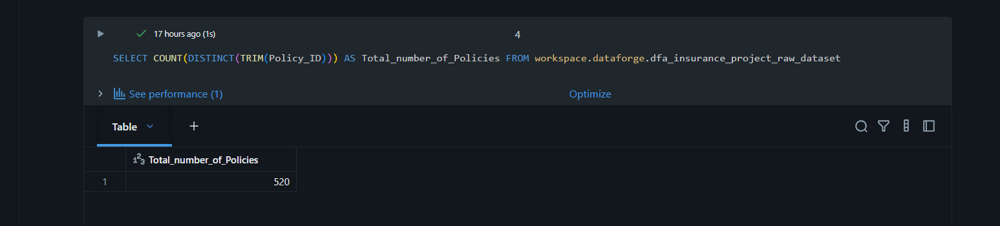 17 hours ago (1s)
4
SELECT COUNT(DISTINCT(TRIM(Policy_ID))) AS Total_number_of_Policies FROM workspace.dataforge.dfa_insurance_project_raw_dataset
See performance (1)
Optimize
Table
+
123 Total_number_of_Policies
1
520